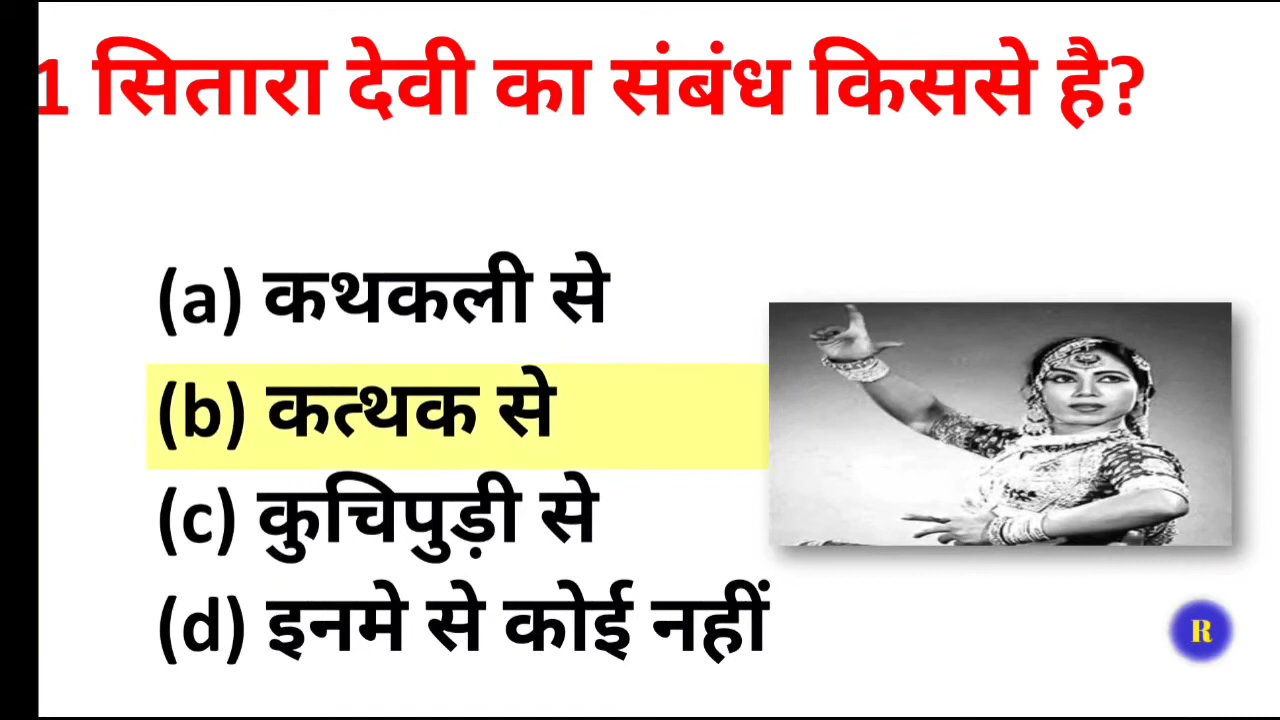 1 सितारा देवी का संबंध किससे है?
(a) कथकली से
(b) कत्थक से
(c) कुचिपुड़ी से
(d) इनमे से कोई नहीं
R